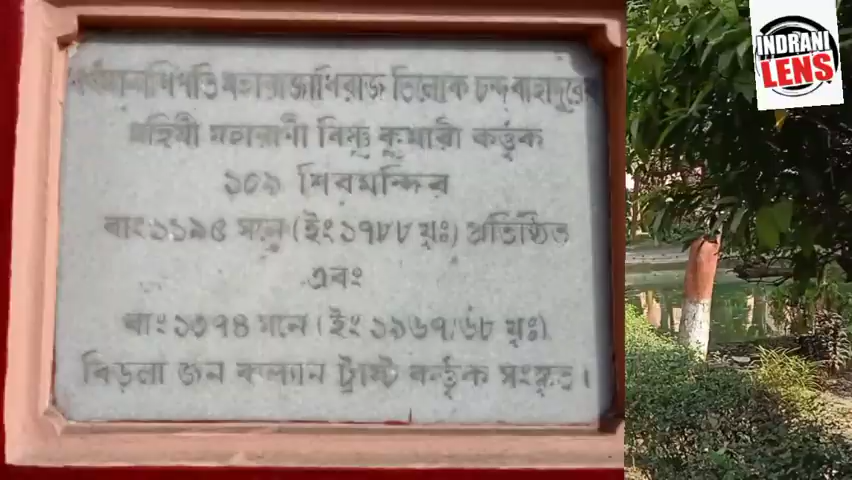 বর্ধমানাধিপতি মহারাজাধিরাজ তিলোক চন্দ বাহাদুরের
মহিষী মহারাণী বিষ্ণু কুমারী কর্ত্তৃক
১০৯ শিবমন্দির
বাং ১১৯৫ সনে (ইং ১৭৮৮ খৃঃ) প্রতিষ্ঠিত
এবং
বাং ১৩৭৪ সনে (ইং ১৯৬৭/৬৮ খৃঃ)
বিড়লা জন কল্যান ট্রাস্ট কর্ত্তৃক সংস্কৃত।
INDRANI
LENS